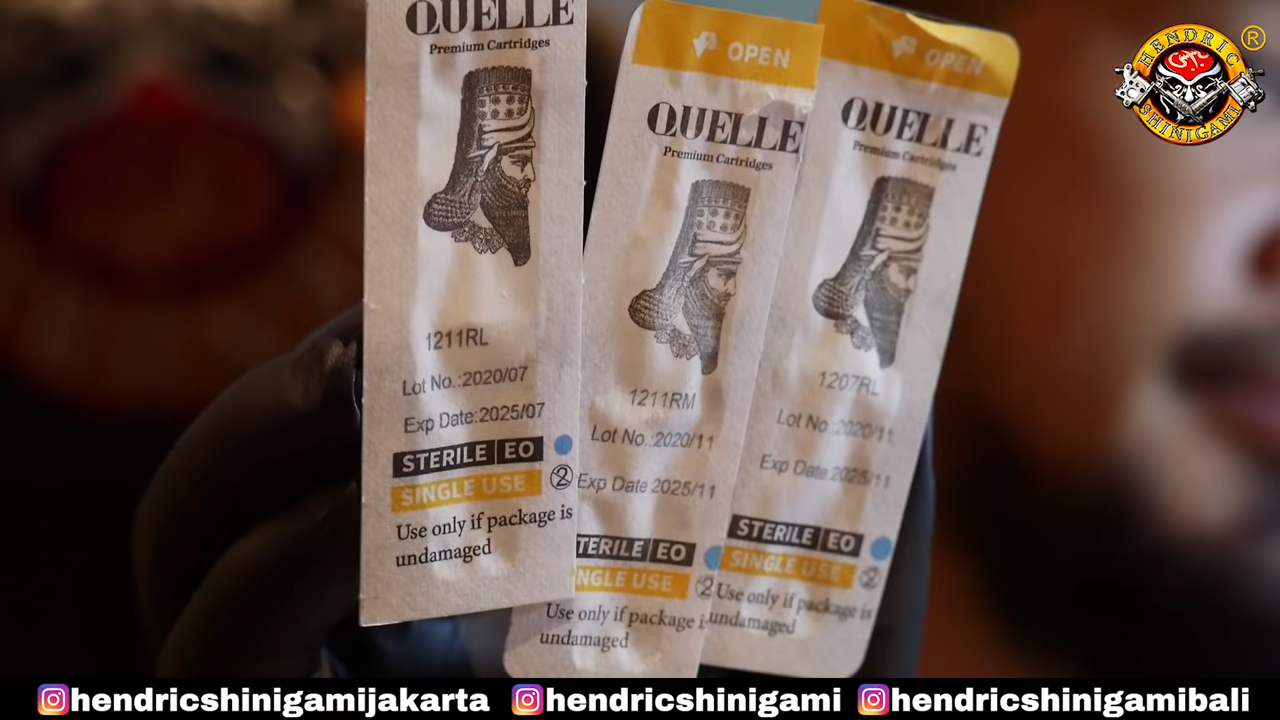 QUELLE
Premium Cartridges
1211RL
Lot No.:2020/07
Exp Date:2025/07
STERILE EO
SINGLE USE
2
Use only if package is
undamaged
OPEN
QUELLE
Premium Cartridges
1211RM
Lot No.:2020/11
Exp Date:2025/11
TERILE EO
NGLE USE
2
Use only if package i
undamaged
OPEN
QUELLE
Premium Cartridges
1207RL
Lot No.:2020/11
Exp Date:2025/11
STERILE EO
SINGLE USE
2
Use only if package is
undamaged
HENDRIC
SHINIGAMI
®
hendricshinigamijakarta
hendricshinigami
hendricshinigamibali